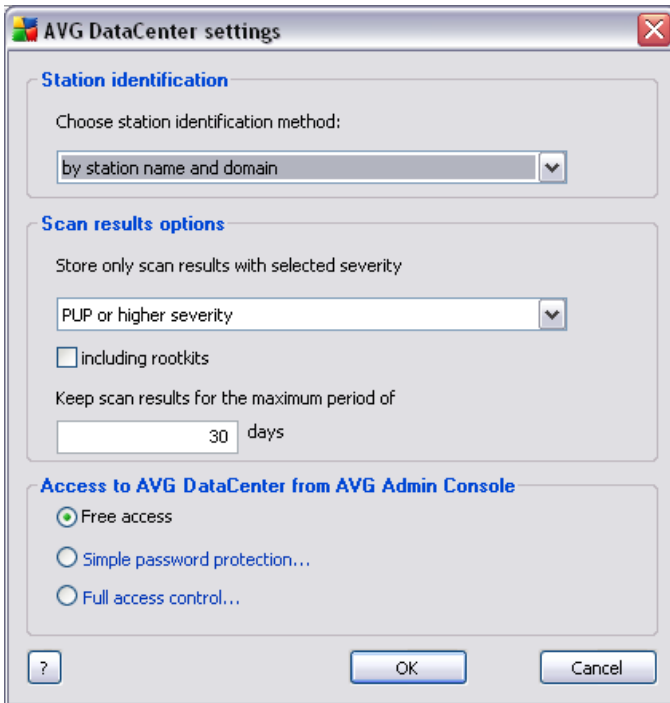 AVG DataCenter settings
Station identification
Choose station identification method:
by station name and domain
Scan results options
Store only scan results with selected severity
PUP or higher severity
including rootkits
Keep scan results for the maximum period of
30 days
Access to AVG DataCenter from AVG Admin Console
Free access
Simple password protection...
Full access control...
? OK Cancel